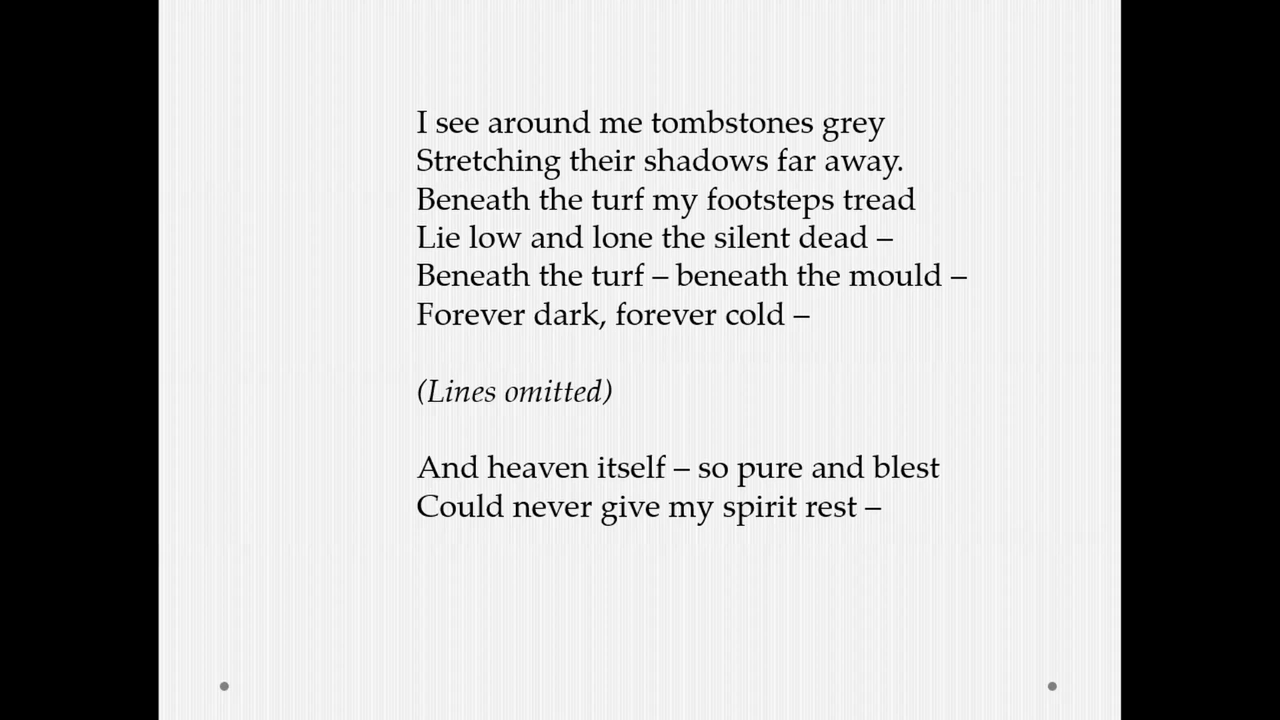 I see around me tombstones grey
Stretching their shadows far away.
Beneath the turf my footsteps tread
Lie low and lone the silent dead –
Beneath the turf – beneath the mould –
Forever dark, forever cold –
(Lines omitted)
And heaven itself – so pure and blest
Could never give my spirit rest –